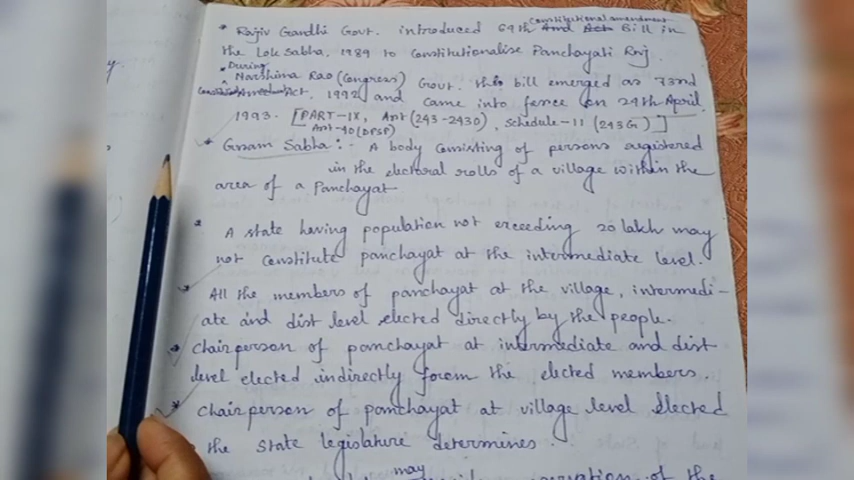 constitutional amendment
* Rajiv Gandhi Govt. introduced 64th And Act Bill in
the Lok Sabha, 1989 to constitutionalise Panchayati Raj.
During
* Narshima Rao (Congress) Govt. this bill emerged as 73rd
Act, 1992 and came into force on 24th April
1993. [PART-IX, Art (243-243O), Schedule-11 (243G)]
Art-40 (DPSP)
* Gram Sabha :- A body consisting of persons registered
in the electoral rolls of a village within the
area of a Panchayat
* A state having population not exceeding 20 lakh may
not constitute panchayat at the intermediate level.
* All the members of panchayat at the village, intermedi-
ate and dist level elected directly by the people.
* Chairperson of panchayat at intermediate and dist
level elected indirectly from the elected members.
* Chairperson of panchayat at village level elected
the state legislature determines.
may
of the